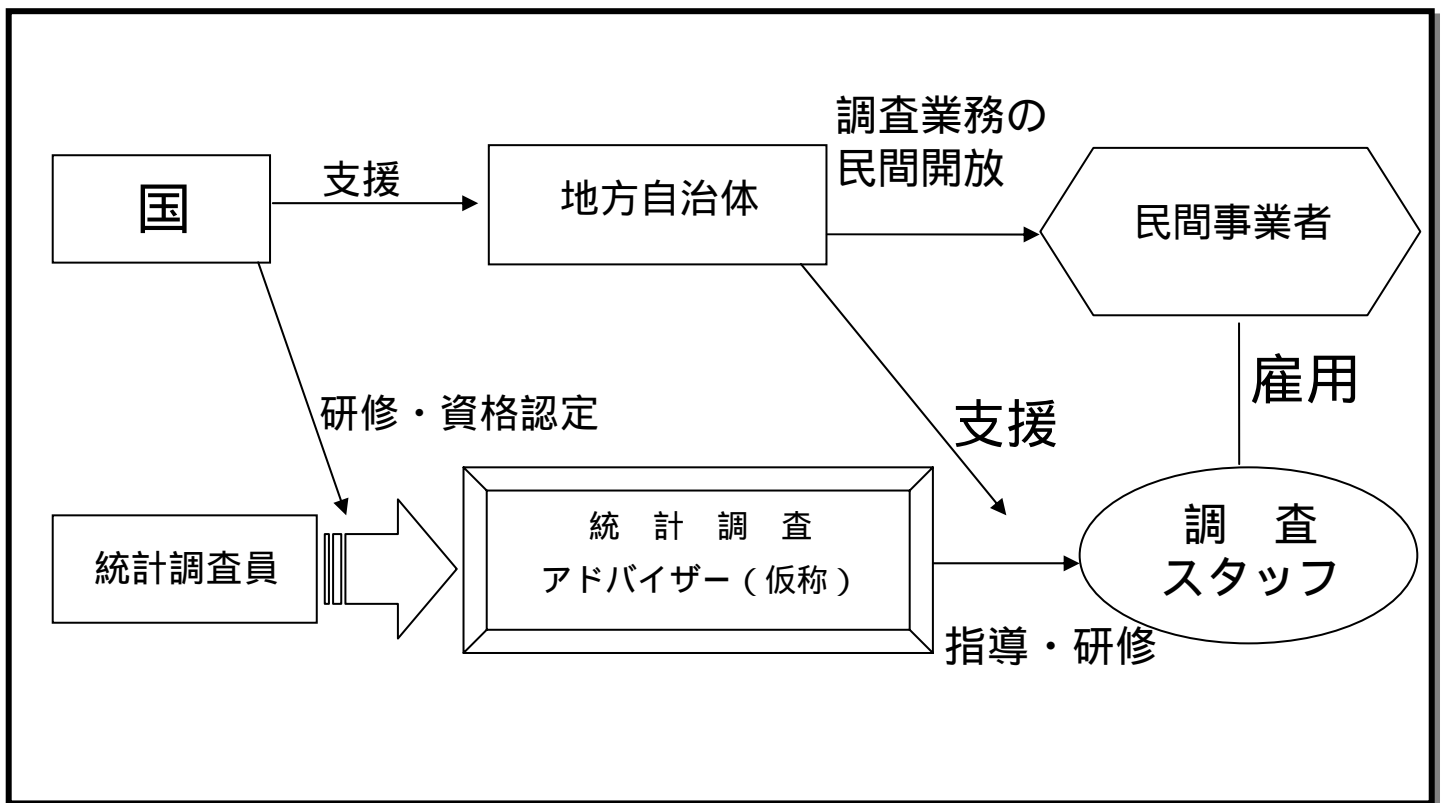 国
支援
地方自治体
調査業務の
民間開放
民間事業者
研修・資格認定
支援
雇用
統計調査員
統　計　調　査
アドバイザー（仮称）
指導・研修
調　査
スタッフ